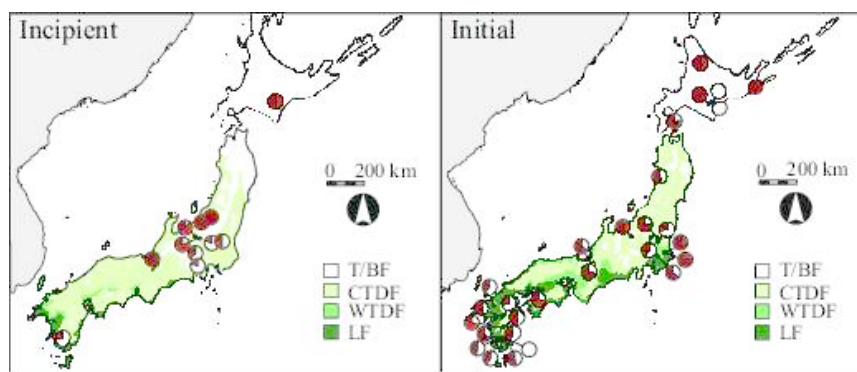 Incipient
0 200 km
T/BF
CTDF
WTDF
LF
Initial
0 200 km
T/BF
CTDF
WTDF
LF